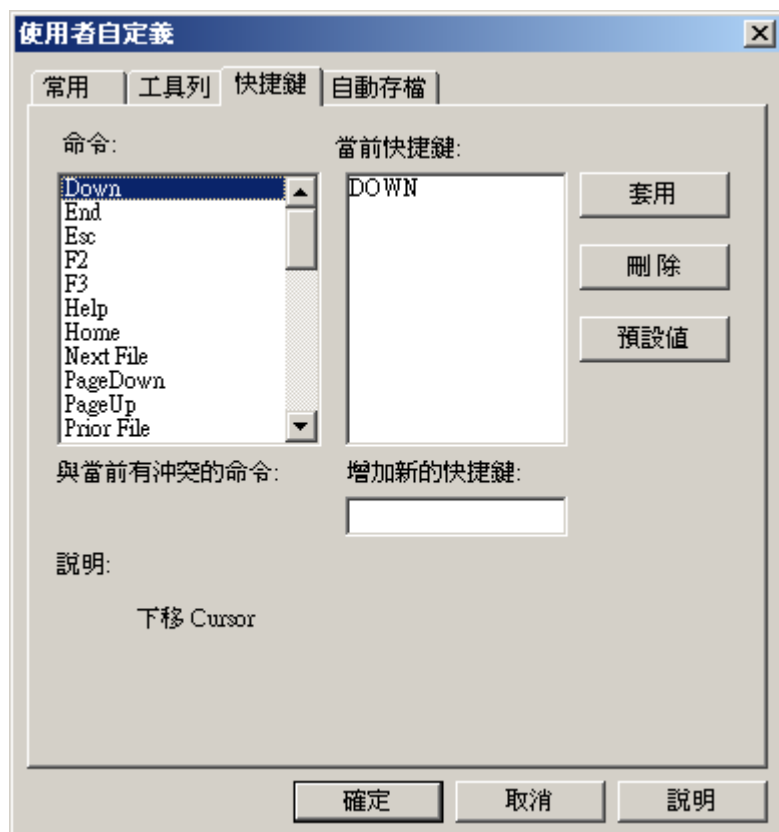 使用者自定義
常用 工具列 快捷鍵 自動存檔
命令:
當前快捷鍵:
Down
End
Esc
F2
F3
Help
Home
Next File
PageDown
PageUp
Prior File
DOWN
套用
刪除
預設值
與當前有沖突的命令:
增加新的快捷鍵:
說明:
下移 Cursor
確定 取消 說明